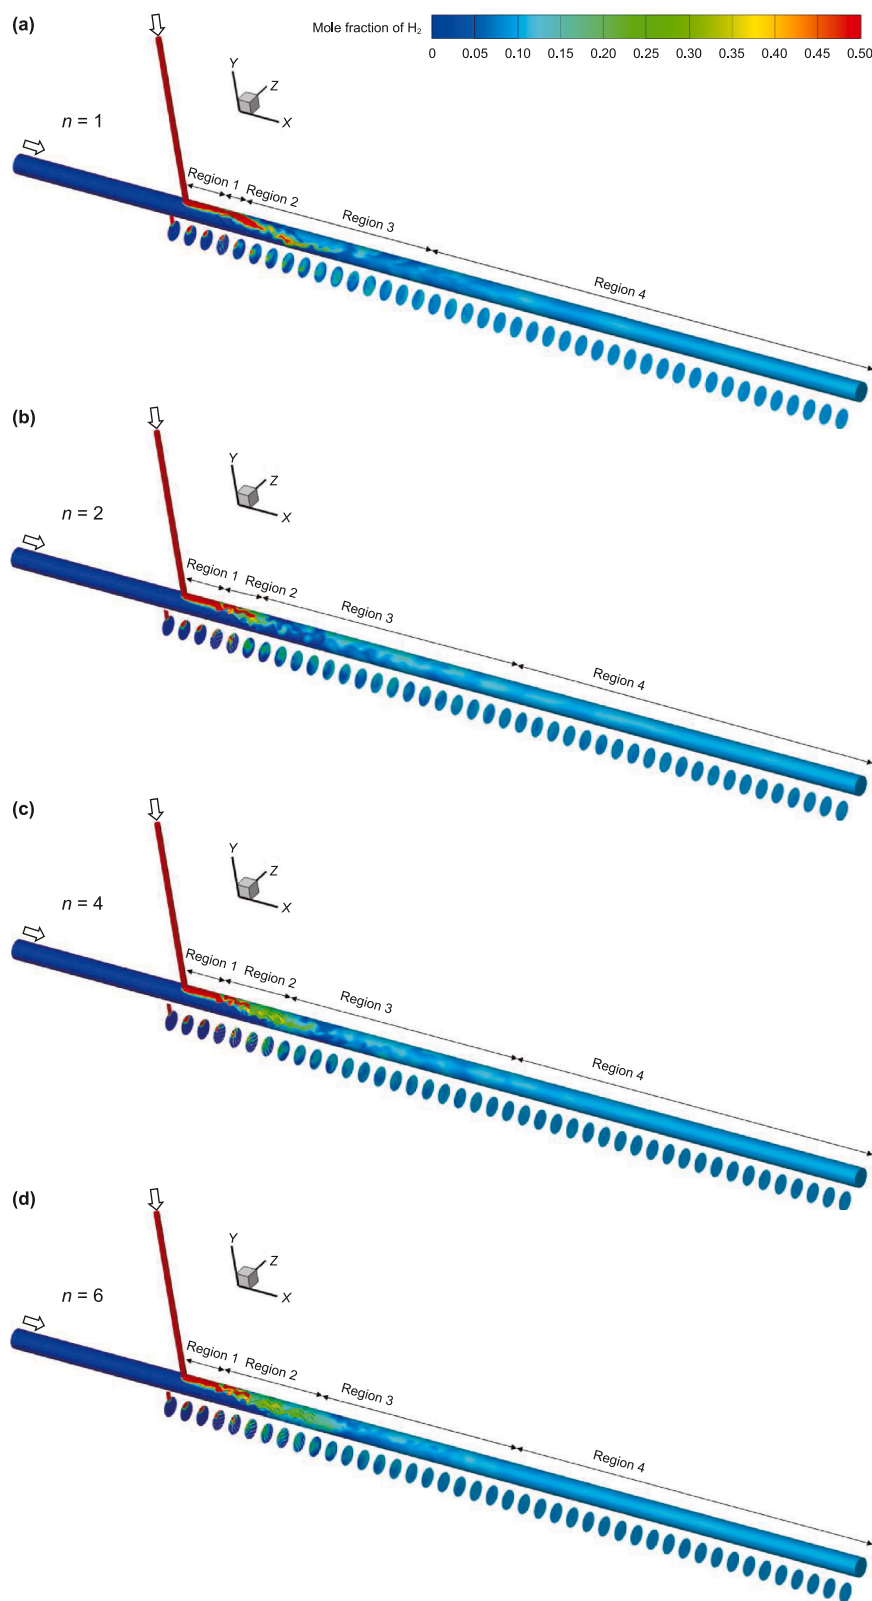 (a)
Mole fraction of H₂
0 0.05 0.10 0.15 0.20 0.25 0.30 0.35 0.40 0.45 0.50
Y
Z
X
n = 1
Region 1
Region 2
Region 3
Region 4
(b)
Y
Z
X
n = 2
Region 1 Region 2
Region 3
Region 4
(c)
Y
Z
X
n = 4
Region 1 Region 2
Region 3
Region 4
(d)
Y
Z
X
n = 6
Region 1
Region 2
Region 3
Region 4